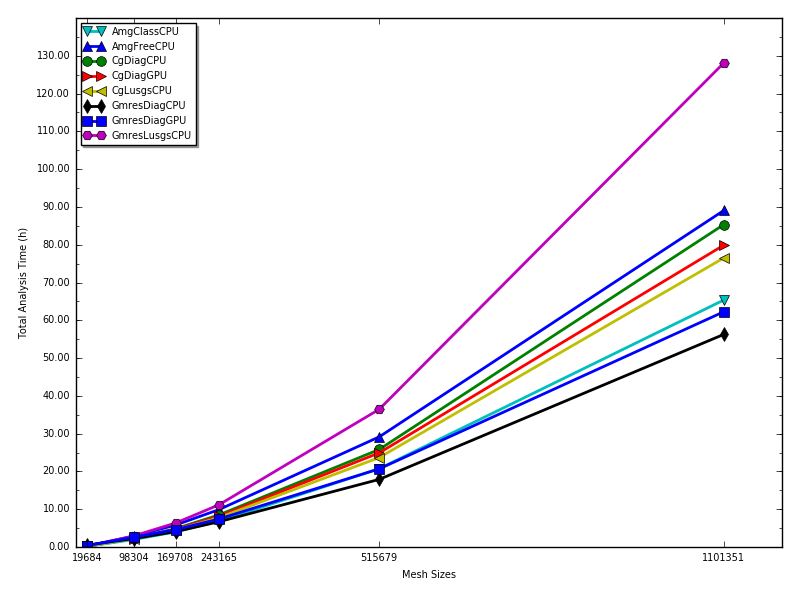 130.00
120.00
110.00
100.00
90.00
80.00
70.00
60.00
50.00
40.00
30.00
20.00
10.00
0.00
Total Analysis Time (h)
AmgClassCPU
AmgFreeCPU
CgDiagCPU
CgDiagGPU
CgLusgsCPU
GmresDiagCPU
GmresDiagGPU
GmresLusgsCPU
19684 98304 169708 243165 515679 1101351
Mesh Sizes